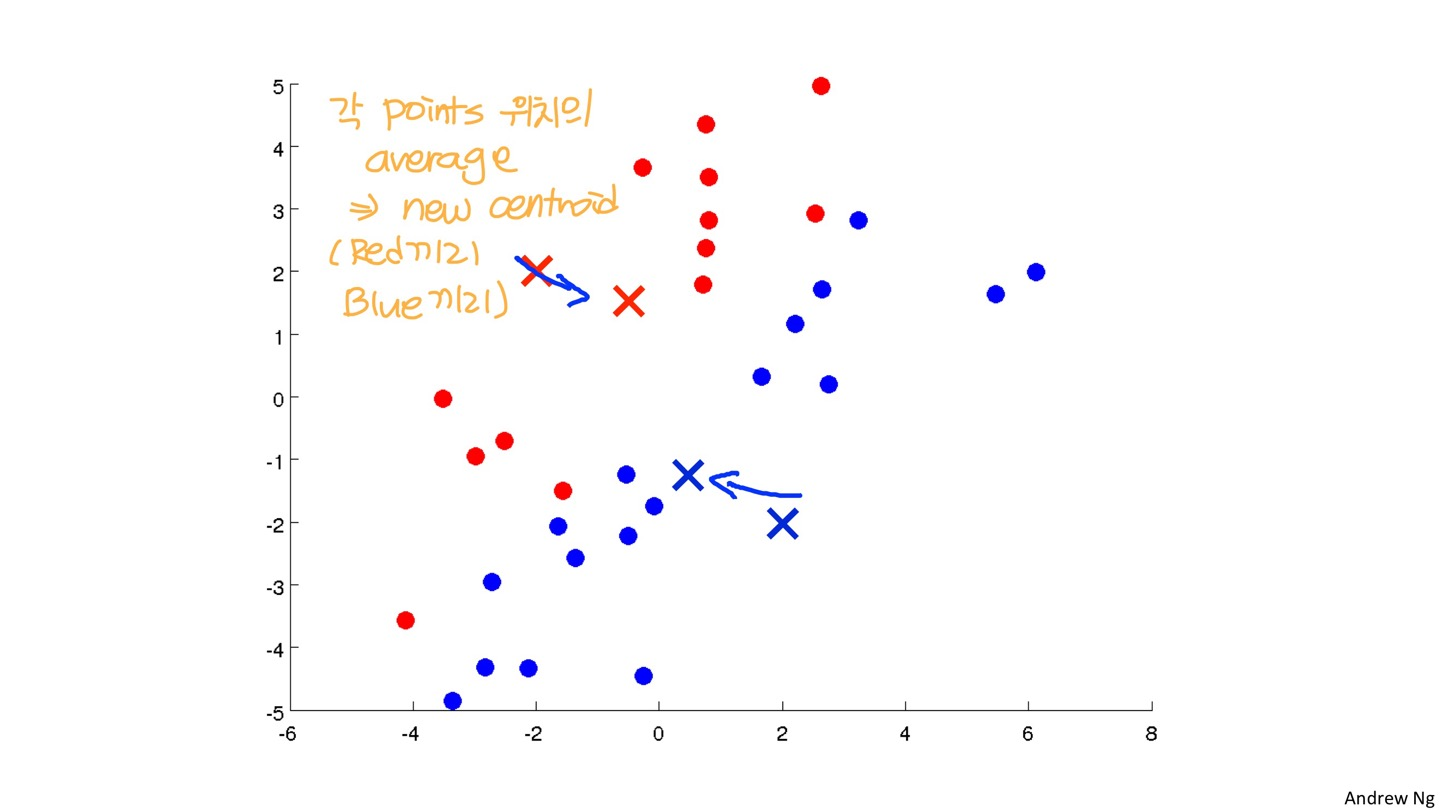 각 points 위치의
average
⇒ new centroid
(Red끼리
Blue끼리)
5
4
3
2
1
0
-1
-2
-3
-4
-5
-6 -4 -2 0 2 4 6 8
Andrew Ng